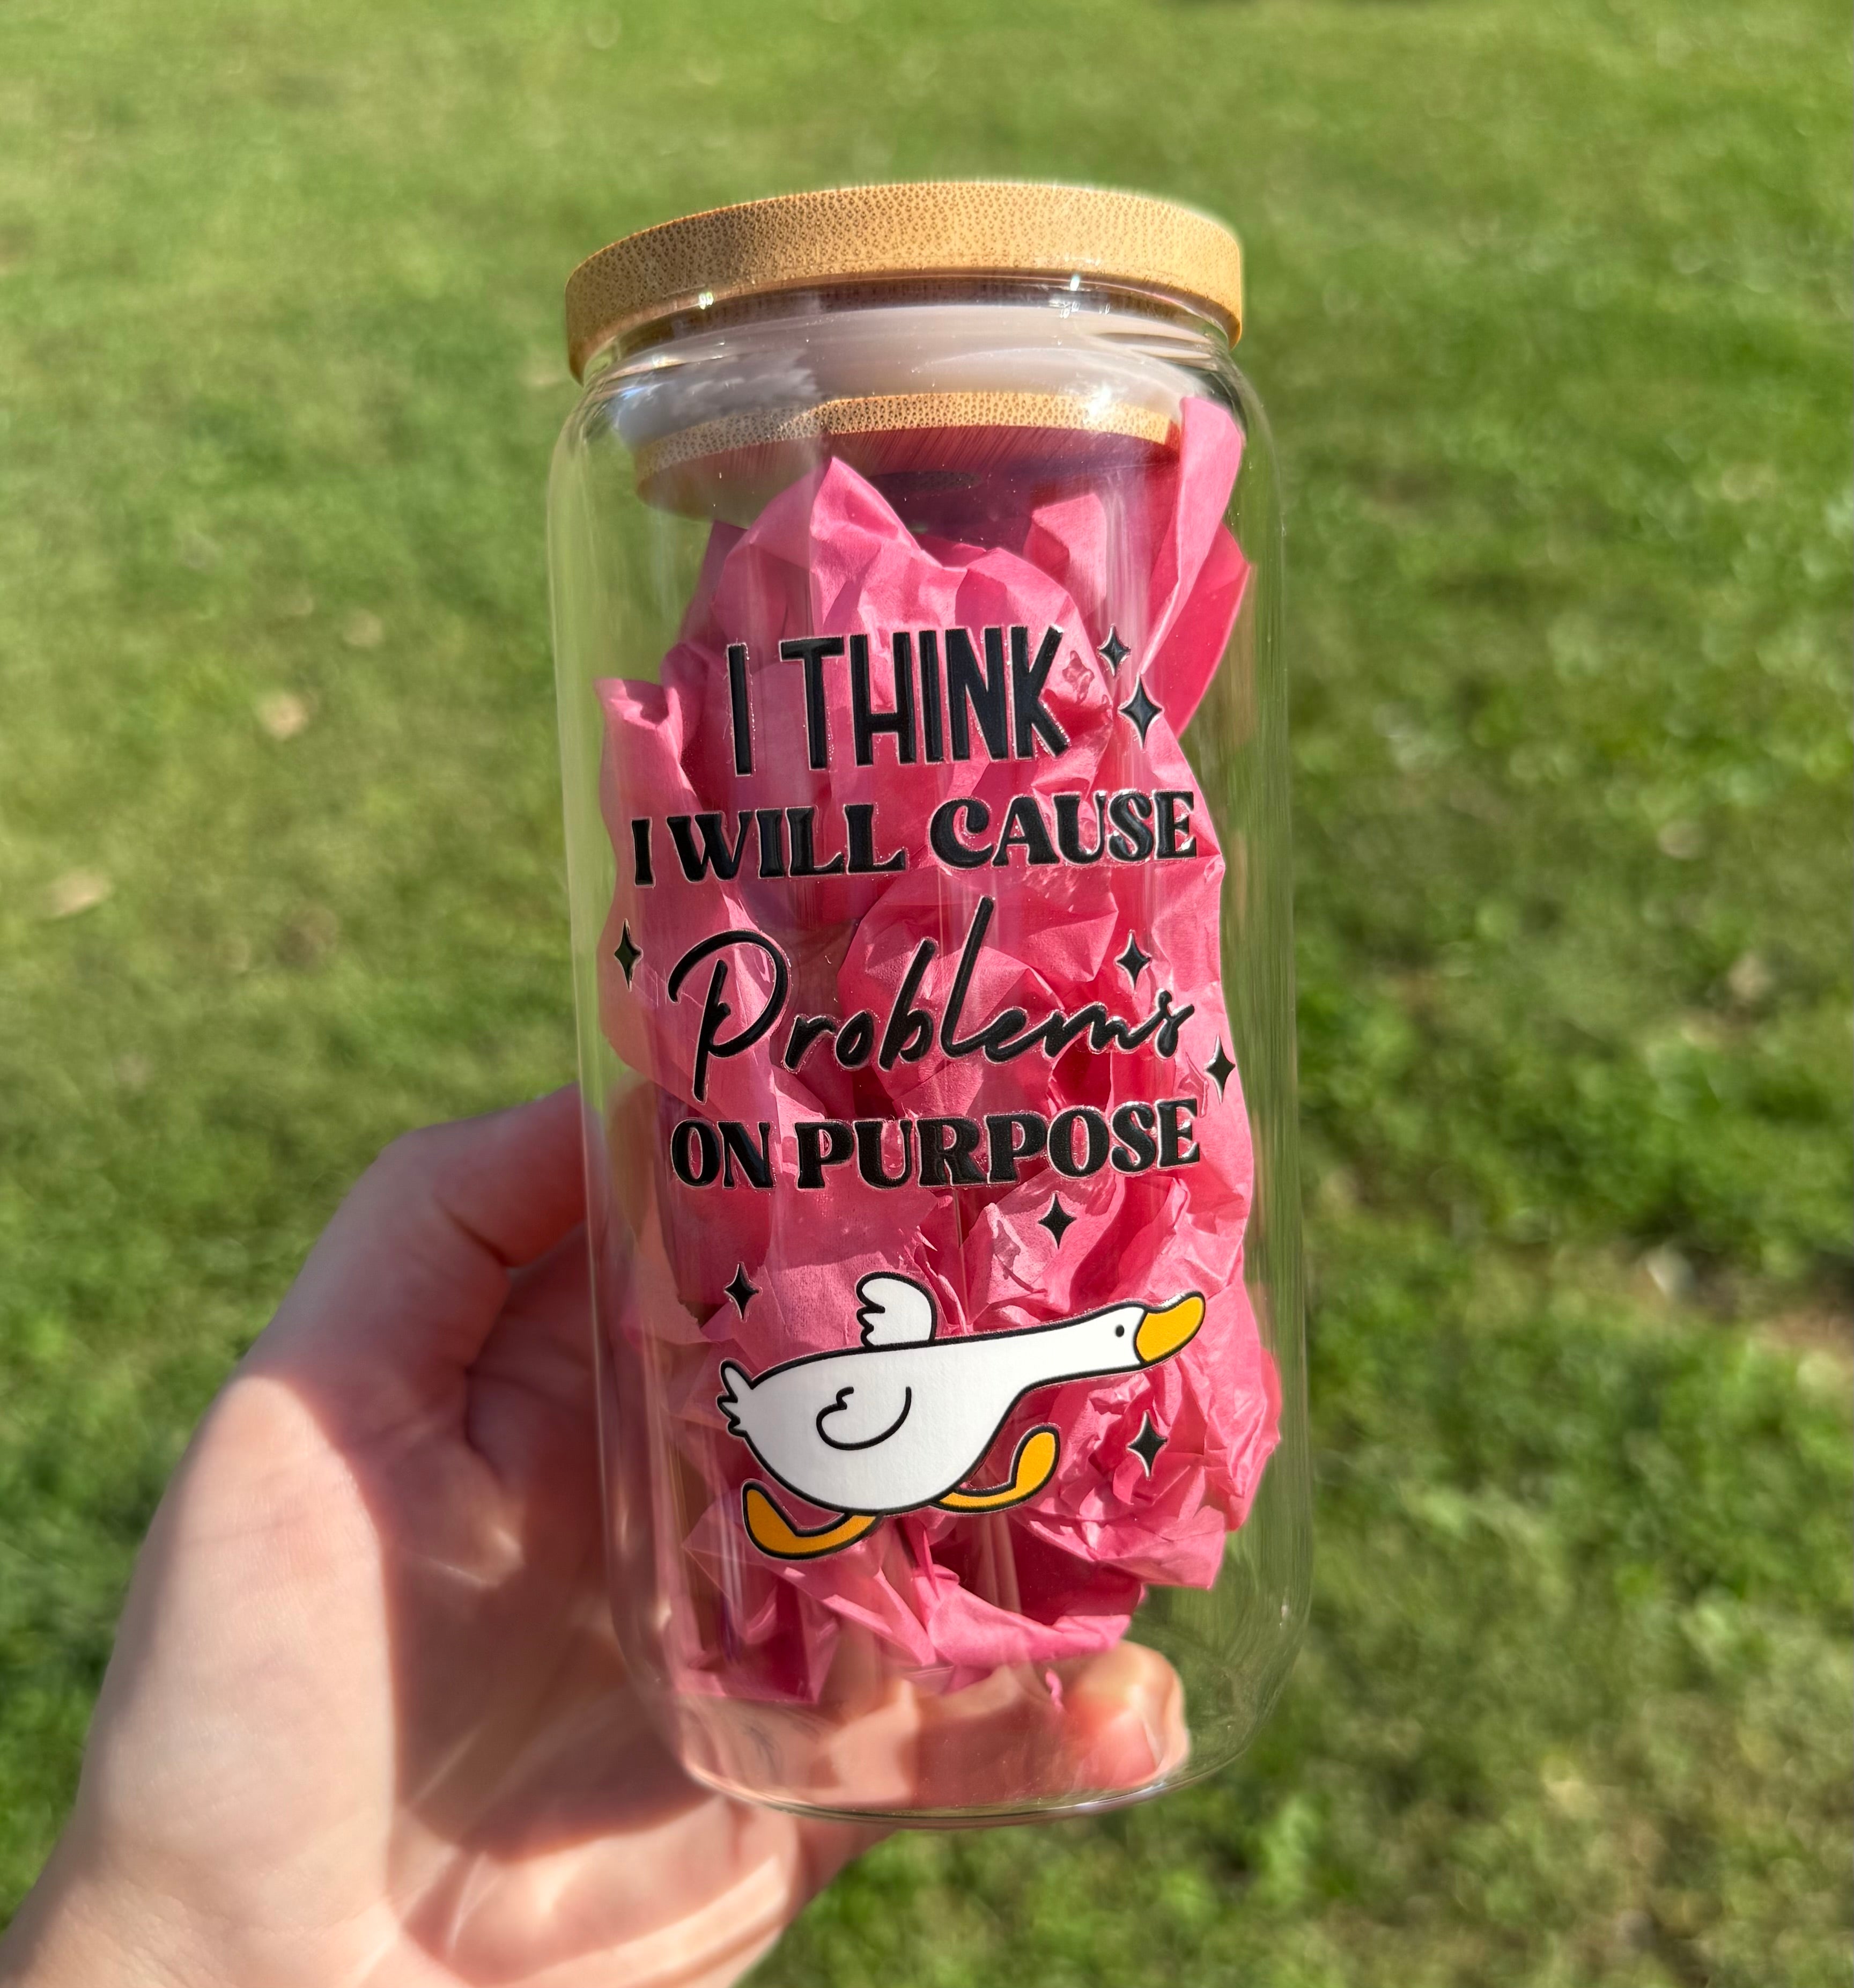 I THINK
I WILL CAUSE
Problems
ON PURPOSE